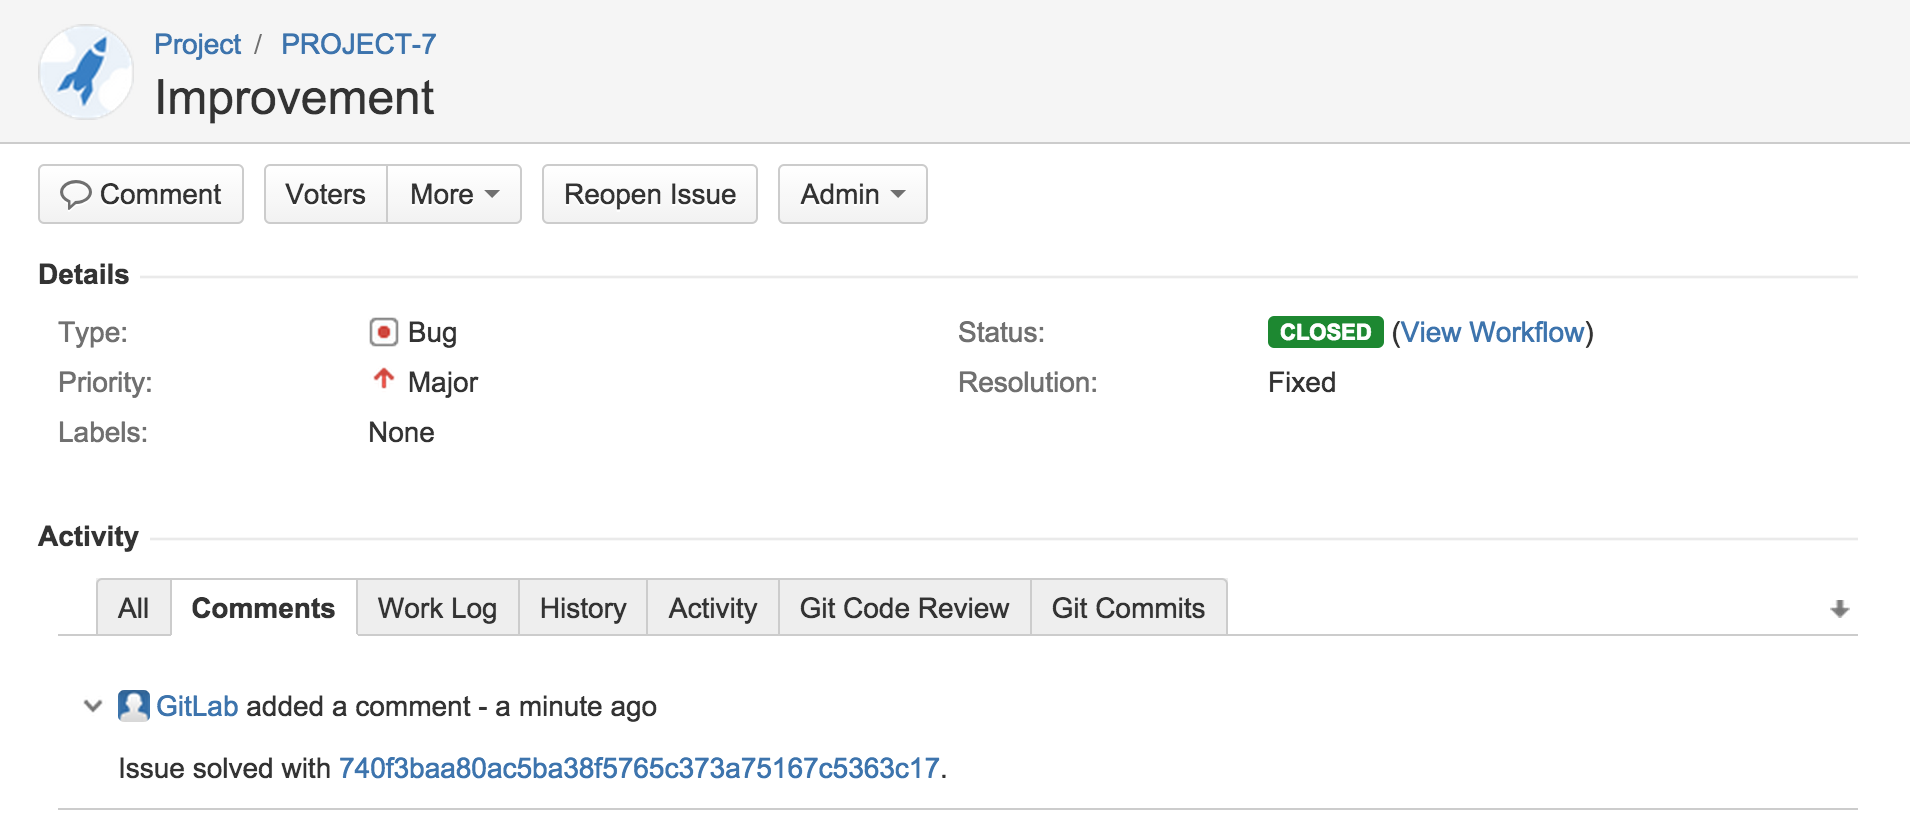 Project / PROJECT-7
Improvement
Comment Voters More Reopen Issue Admin
Details
Type: Bug Status: CLOSED (View Workflow)
Priority: Major Resolution: Fixed
Labels: None
Activity
All Comments Work Log History Activity Git Code Review Git Commits
GitLab added a comment - a minute ago
Issue solved with 740f3baa80ac5ba38f5765c373a75167c5363c17.